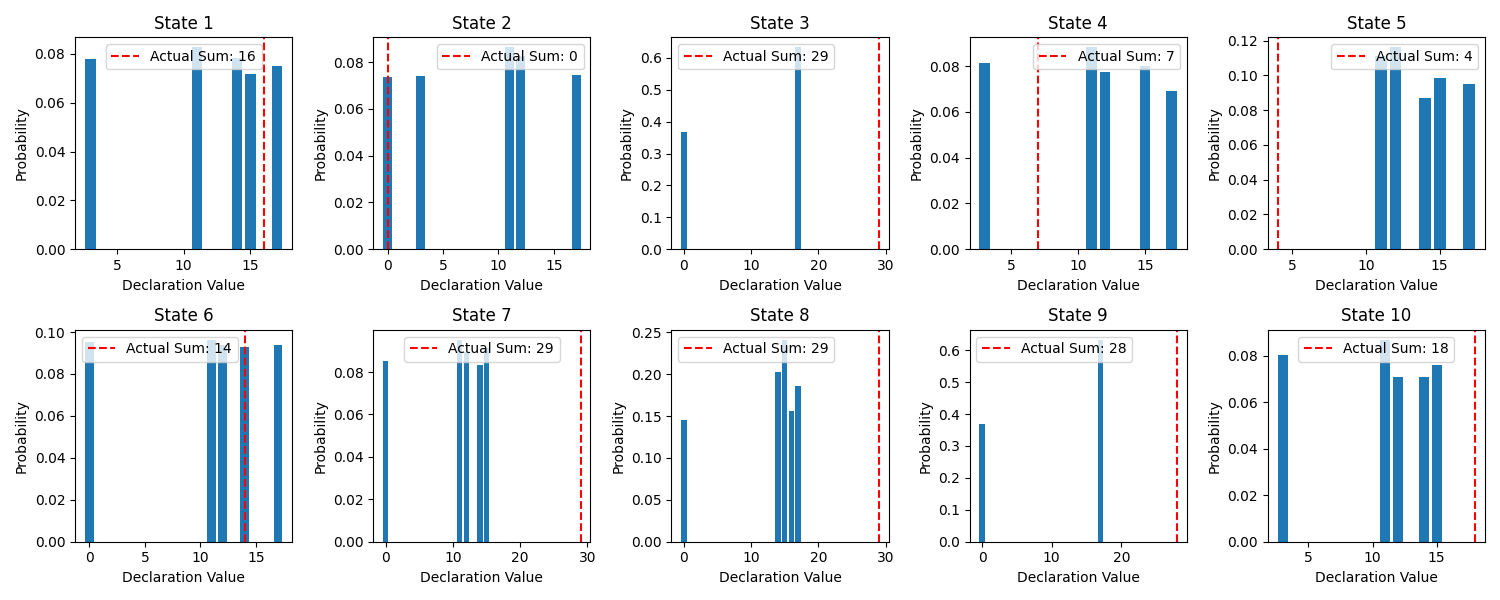 State 1
Actual Sum: 16
Probability
0.08
0.06
0.04
0.02
0.00
5 10 15
Declaration Value
State 2
Actual Sum: 0
Probability
0.08
0.06
0.04
0.02
0.00
0 5 10 15
Declaration Value
State 3
Actual Sum: 29
Probability
0.6
0.5
0.4
0.3
0.2
0.1
0.0
0 10 20 30
Declaration Value
State 4
Actual Sum: 7
Probability
0.08
0.06
0.04
0.02
0.00
5 10 15
Declaration Value
State 5
Actual Sum: 4
Probability
0.12
0.10
0.08
0.06
0.04
0.02
0.00
5 10 15
Declaration Value
State 6
Actual Sum: 14
Probability
0.10
0.08
0.06
0.04
0.02
0.00
0 5 10 15
Declaration Value
State 7
Actual Sum: 29
Probability
0.08
0.06
0.04
0.02
0.00
0 10 20 30
Declaration Value
State 8
Actual Sum: 29
Probability
0.25
0.20
0.15
0.10
0.05
0.00
0 10 20 30
Declaration Value
State 9
Actual Sum: 28
Probability
0.6
0.5
0.4
0.3
0.2
0.1
0.0
0 10 20
Declaration Value
State 10
Actual Sum: 18
Probability
0.08
0.06
0.04
0.02
0.00
5 10 15
Declaration Value